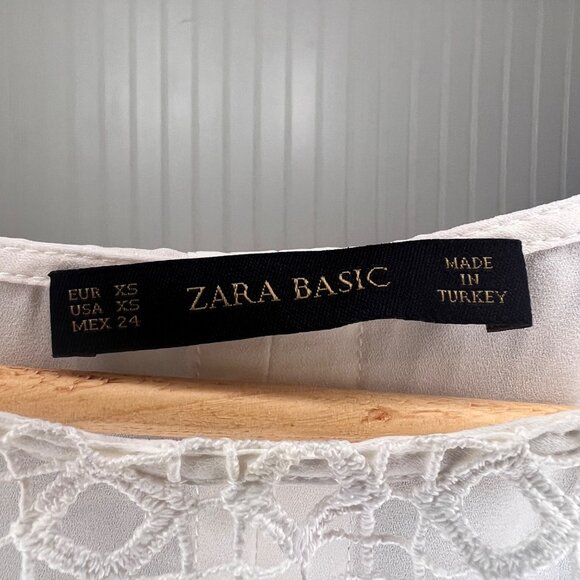 EUR XS
USA XS
MEX 24
ZARA BASIC
MADE
IN
TURKEY